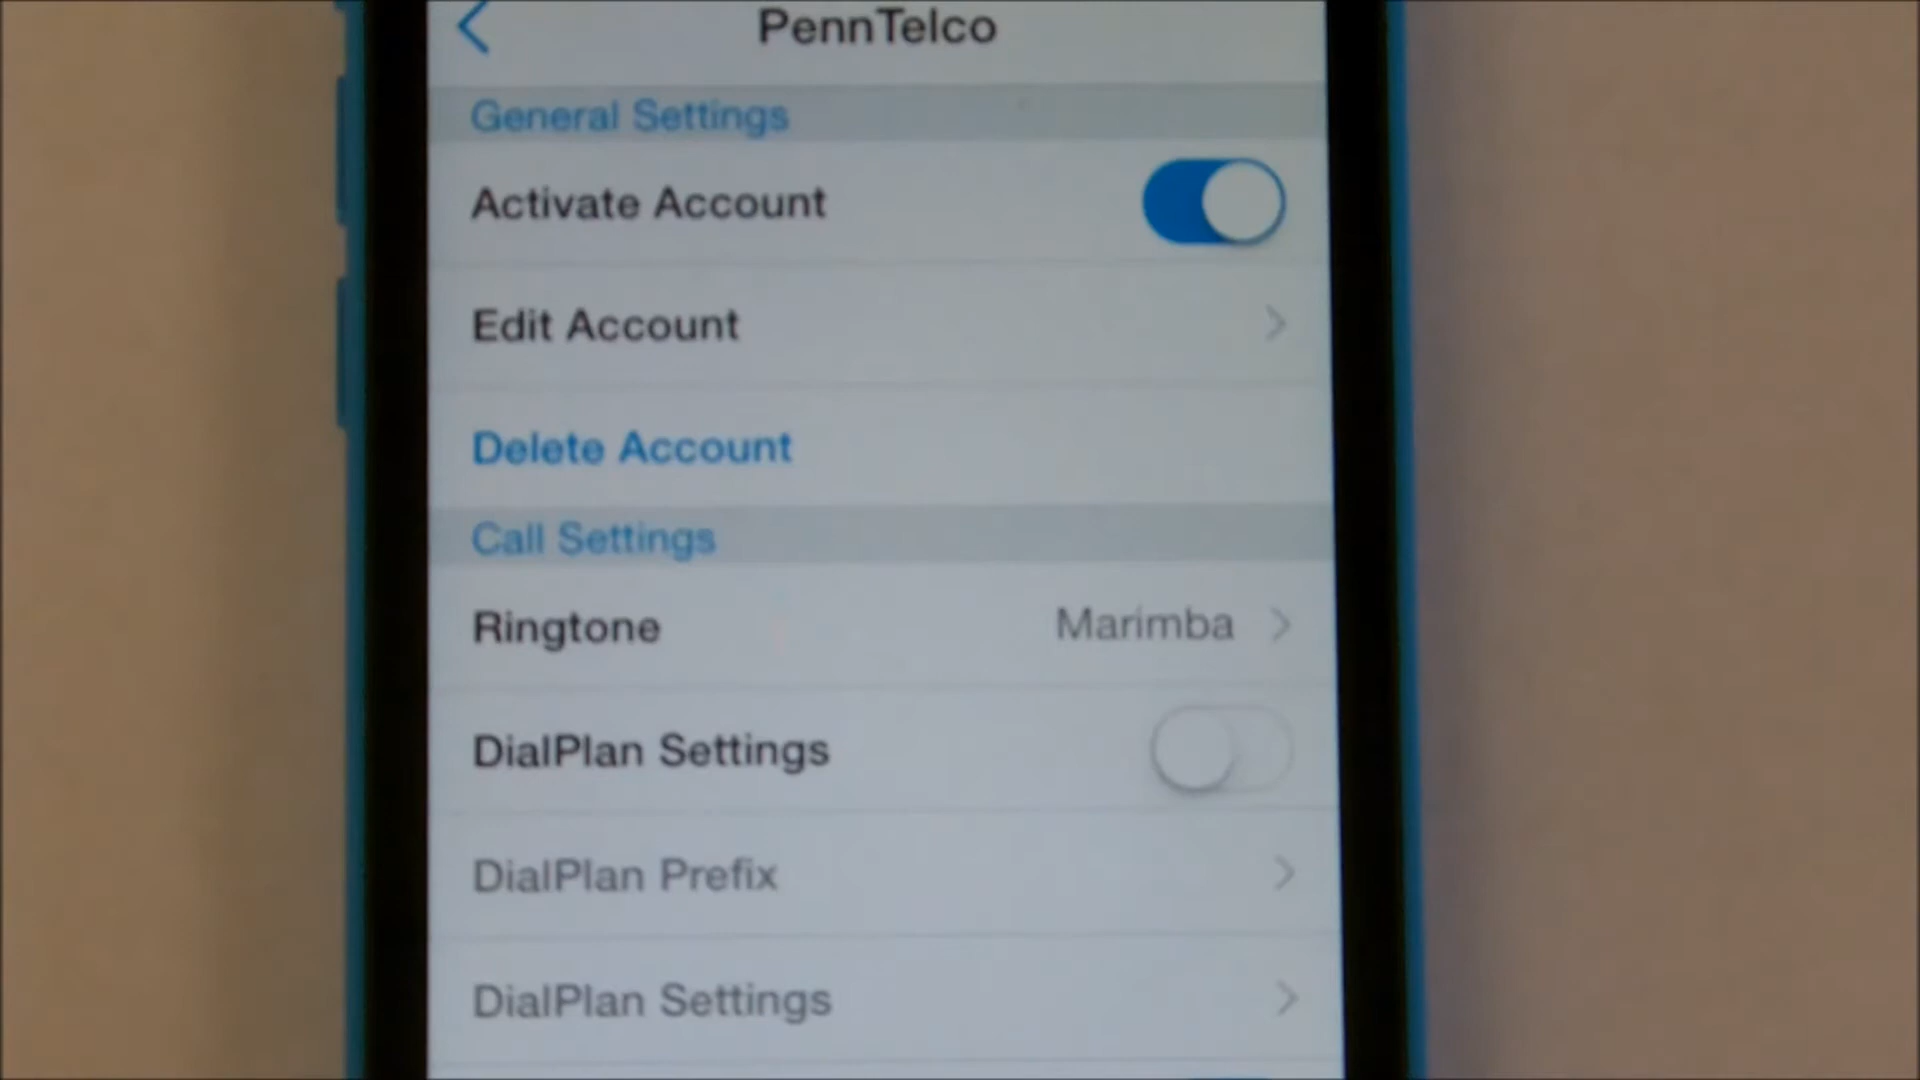 PennTelco
General Settings
Activate Account
Edit Account
Delete Account
Call Settings
Ringtone Marimba
DialPlan Settings
DialPlan Prefix
DialPlan Settings